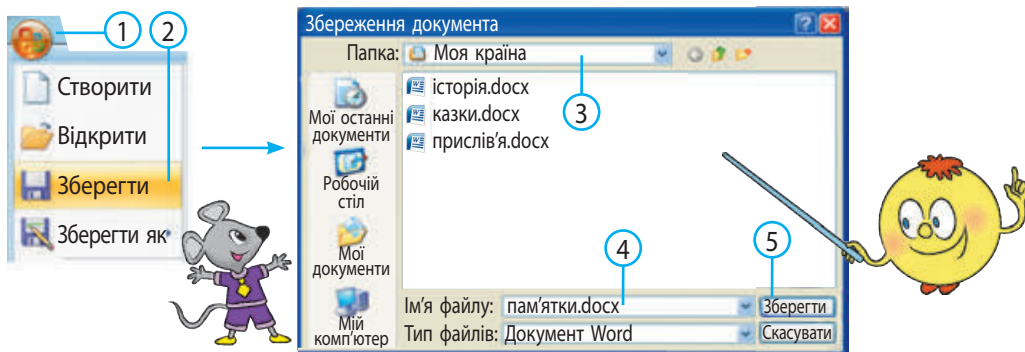 1
2
Створити
Відкрити
Зберегти
Зберегти як
Збереження документа
Папка: Моя країна
3
історія.docx
казки.docx
прислів'я.docx
Мої останні
документи
Робочій
стіл
Мої
документи
Мій
комп'ютер
4
5
Ім'я файлу: пам'ятки.docx Зберегти
Тип файлів: Документ Word Скасувати